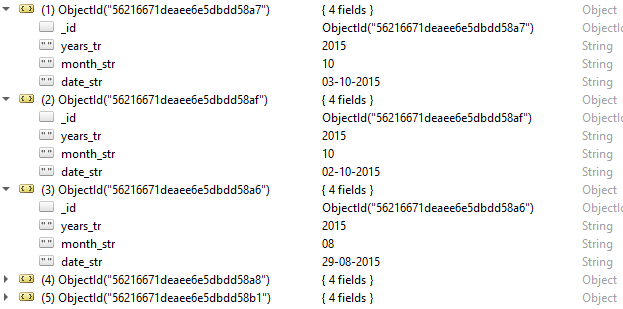 (1) ObjectId("56216671deaee6e5dbdd58a7") { 4 fields } Object
_id ObjectId("56216671deaee6e5dbdd58a7") ObjectId
" " years_tr 2015 String
" " month_str 10 String
" " date_str 03-10-2015 String
(2) ObjectId("56216671deaee6e5dbdd58af") { 4 fields } Object
_id ObjectId("56216671deaee6e5dbdd58af") ObjectId
" " years_tr 2015 String
" " month_str 10 String
" " date_str 02-10-2015 String
(3) ObjectId("56216671deaee6e5dbdd58a6") { 4 fields } Object
_id ObjectId("56216671deaee6e5dbdd58a6") ObjectId
" " years_tr 2015 String
" " month_str 08 String
" " date_str 29-08-2015 String
(4) ObjectId("56216671deaee6e5dbdd58a8") { 4 fields } Object
(5) ObjectId("56216671deaee6e5dbdd58b1") { 4 fields } Object